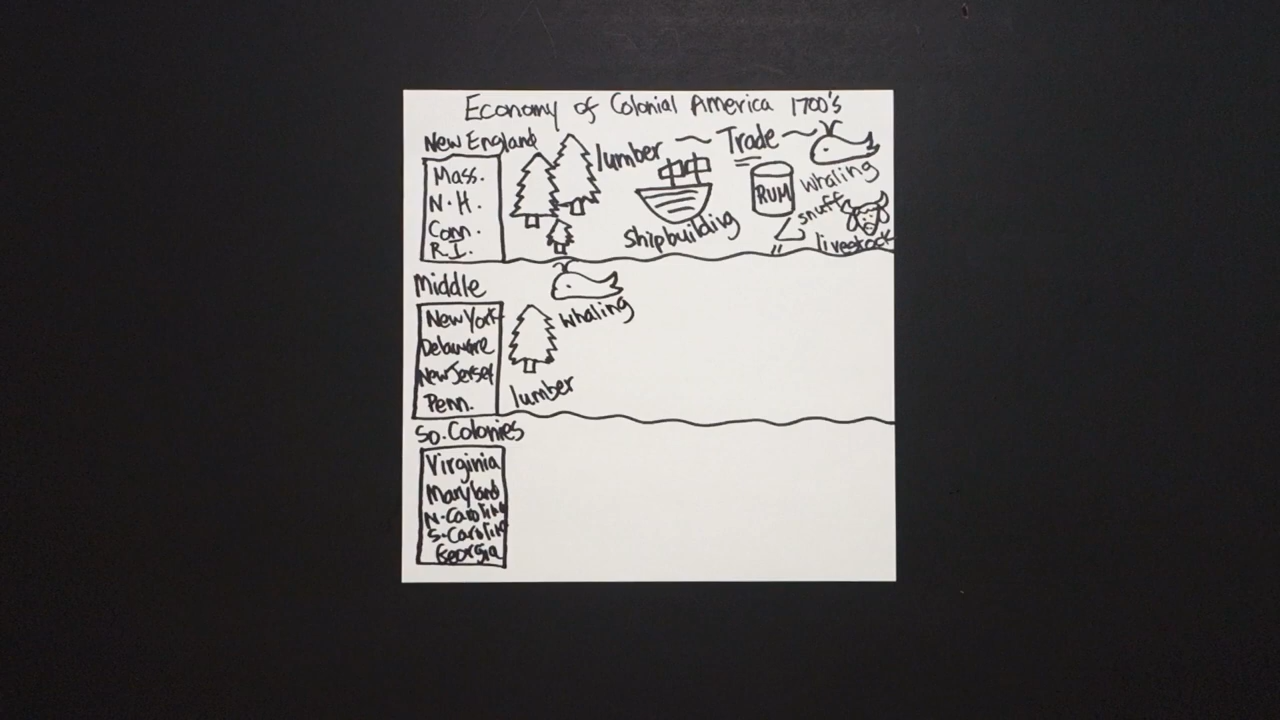 Economy of Colonial America 1700's
New England
Mass.
N.H.
Conn.
R.I.
lumber ~ Trade ~
shipbuilding
RUM
whaling
snuff
livestock
Middle
New York
Delaware
New Jersey
Penn.
whaling
lumber
So. Colonies
Virginia
Maryland
N. Carolina
S. Carolina
Georgia